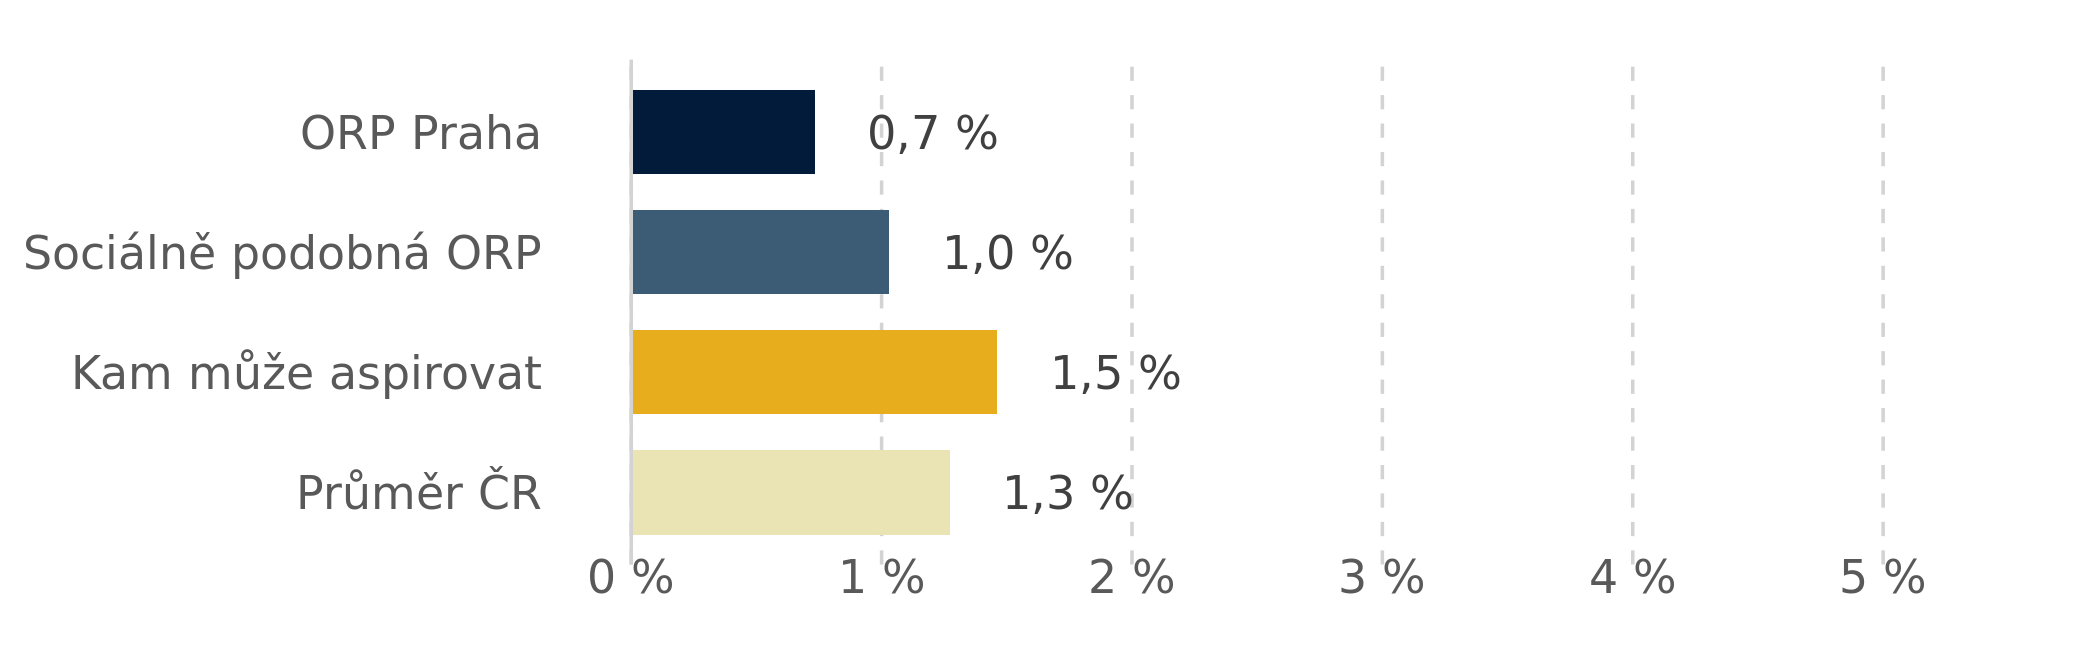 ORP Praha 0,7 %
Sociálně podobná ORP 1,0 %
Kam může aspirovat 1,5 %
Průměr ČR 1,3 %
0 % 1 % 2 % 3 % 4 % 5 %